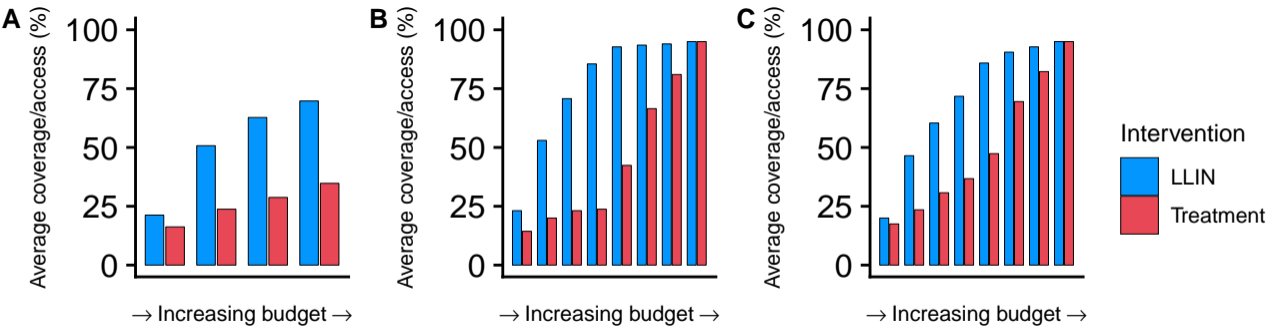 A
Average coverage/access (%)
100
75
50
25
0
→ Increasing budget →
B
Average coverage/access (%)
100
75
50
25
0
→ Increasing budget →
C
Average coverage/access (%)
100
75
50
25
0
→ Increasing budget →
Intervention
LLIN
Treatment